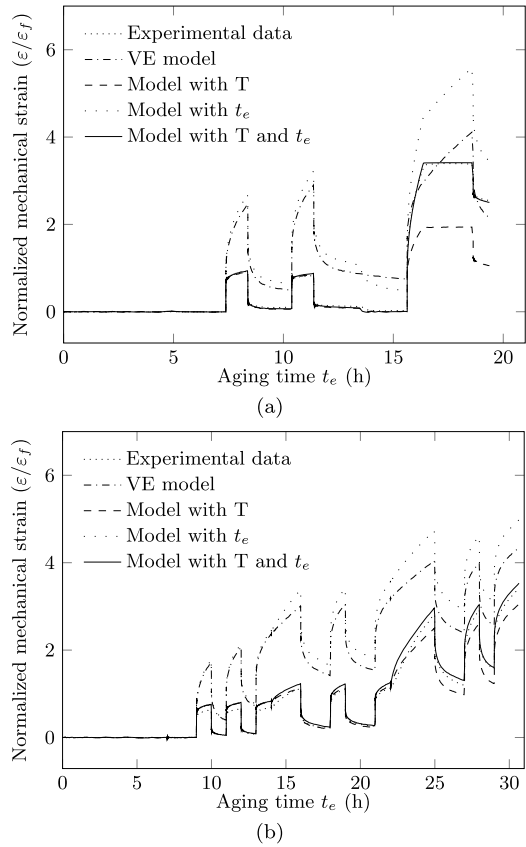 Normalized mechanical strain (ε/ε_f)
6
4
2
0
Experimental data
VE model
Model with T
Model with t_e
Model with T and t_e
0 5 10 15 20
Aging time t_e (h)
(a)
Normalized mechanical strain (ε/ε_f)
6
4
2
0
Experimental data
VE model
Model with T
Model with t_e
Model with T and t_e
0 5 10 15 20 25 30
Aging time t_e (h)
(b)